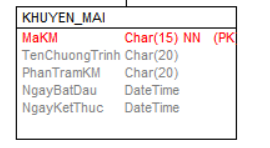 KHUYEN_MAI
MaKM Char(15) NN (PK
TenChuongTrinh Char(20)
PhanTramKM Char(20)
NgayBatDau DateTime
NgayKetThuc DateTime